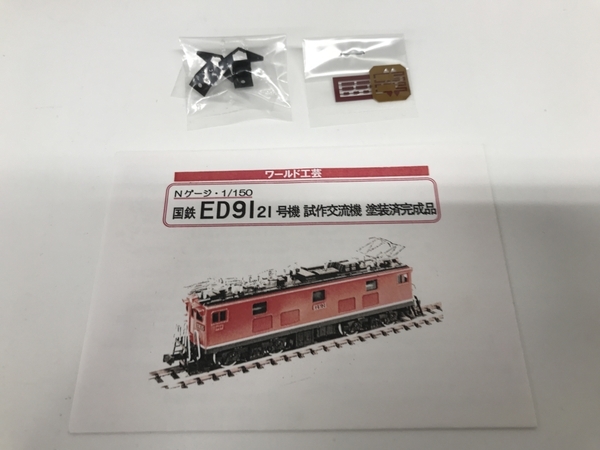 ワールド工芸
Nゲージ・1/150
国鉄 ED91 21 号機 試作交流機 塗装済完成品